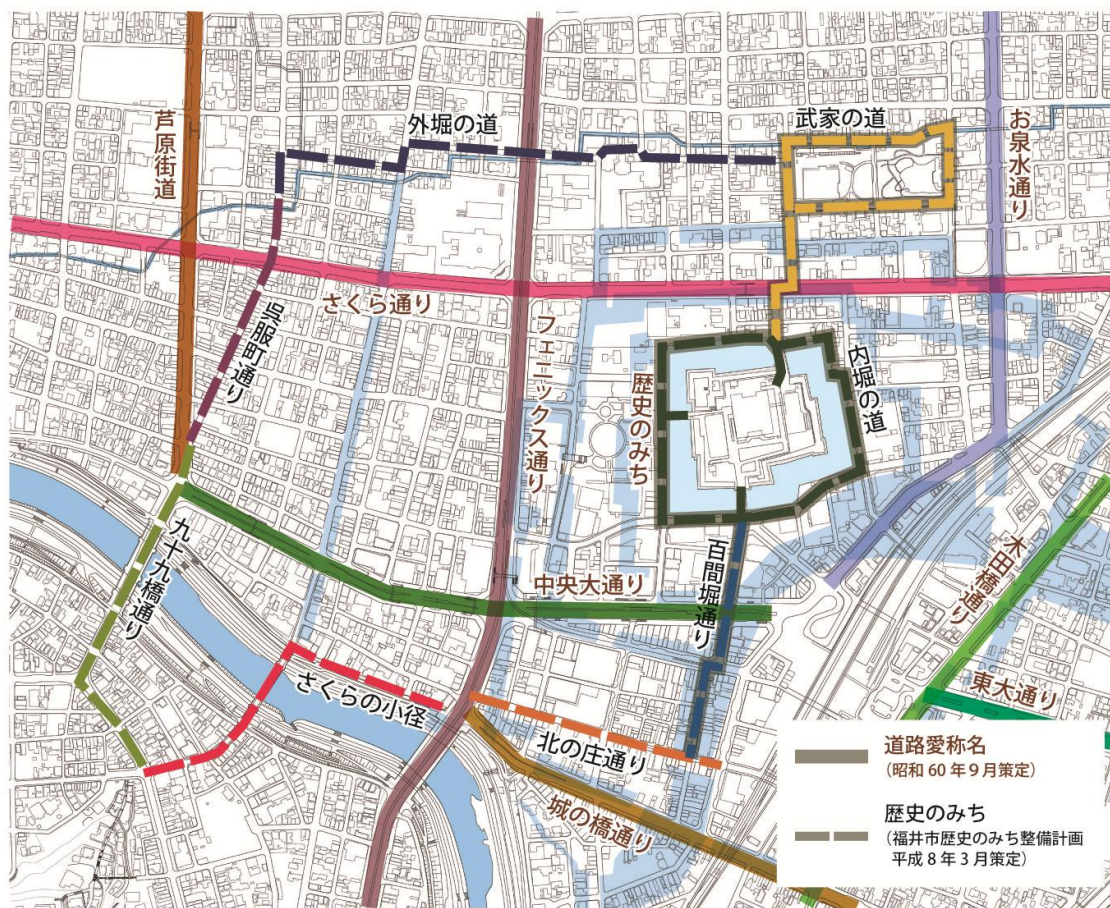 外堀の道
武家の道
芦原街道
お泉水通り
さくら通り
呉服町通り
フェニックス通り
歴史のみち
内堀の道
九十九橋通り
中央大通り
百間堀通り
木田橋通り
さくらの小径
東大通り
北の庄通り
城の橋通り
道路愛称名
(昭和60年9月策定)
歴史のみち
(福井市歴史のみち整備計画
平成8年3月策定)